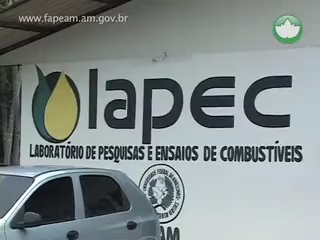 www.fapeam.am.gov.br
lapec
LABORATÓRIO DE PESQUISAS E ENSAIOS DE COMBUSTÍVEIS